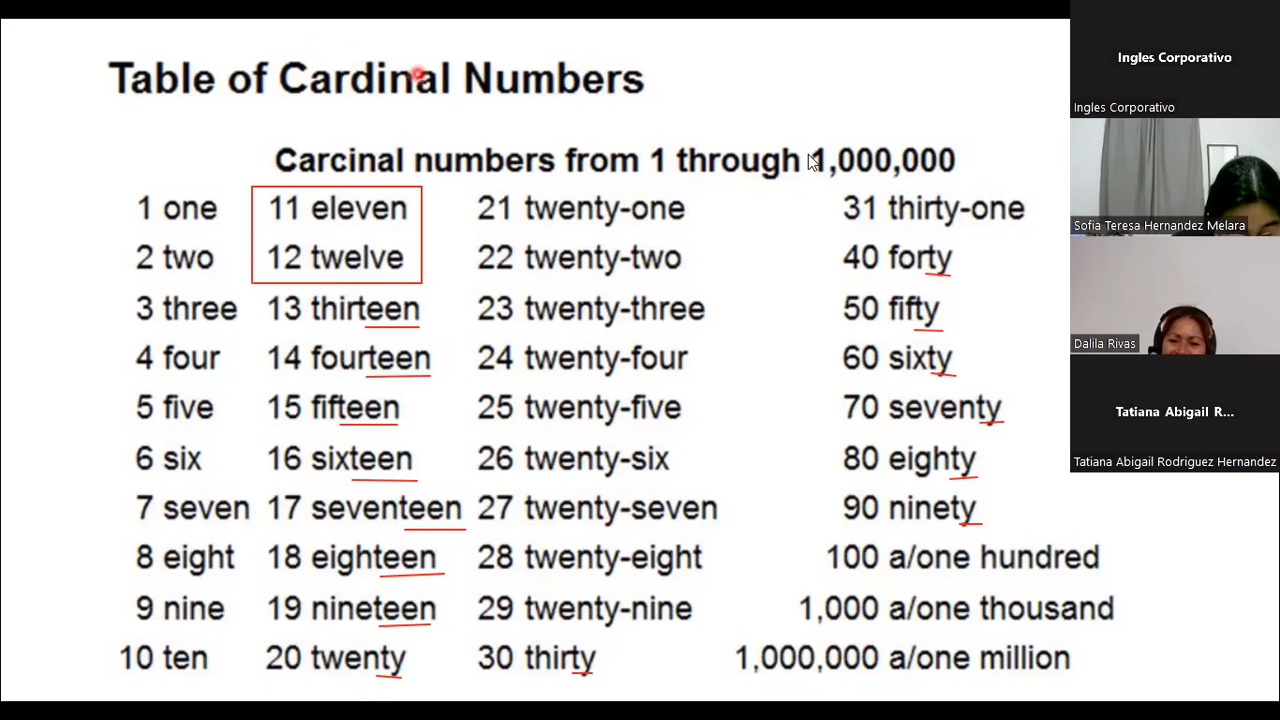 Table of Cardinal Numbers
Carcinal numbers from 1 through 1,000,000
1 one 11 eleven 21 twenty-one 31 thirty-one
2 two 12 twelve 22 twenty-two 40 forty
3 three 13 thirteen 23 twenty-three 50 fifty
4 four 14 fourteen 24 twenty-four 60 sixty
5 five 15 fifteen 25 twenty-five 70 seventy
6 six 16 sixteen 26 twenty-six 80 eighty
7 seven 17 seventeen 27 twenty-seven 90 ninety
8 eight 18 eighteen 28 twenty-eight 100 a/one hundred
9 nine 19 nineteen 29 twenty-nine 1,000 a/one thousand
10 ten 20 twenty 30 thirty 1,000,000 a/one million
Ingles Corporativo
Ingles Corporativo
Sofia Teresa Hernandez Melara
Dalila Rivas
Tatiana Abigail R...
Tatiana Abigail Rodriguez Hernandez